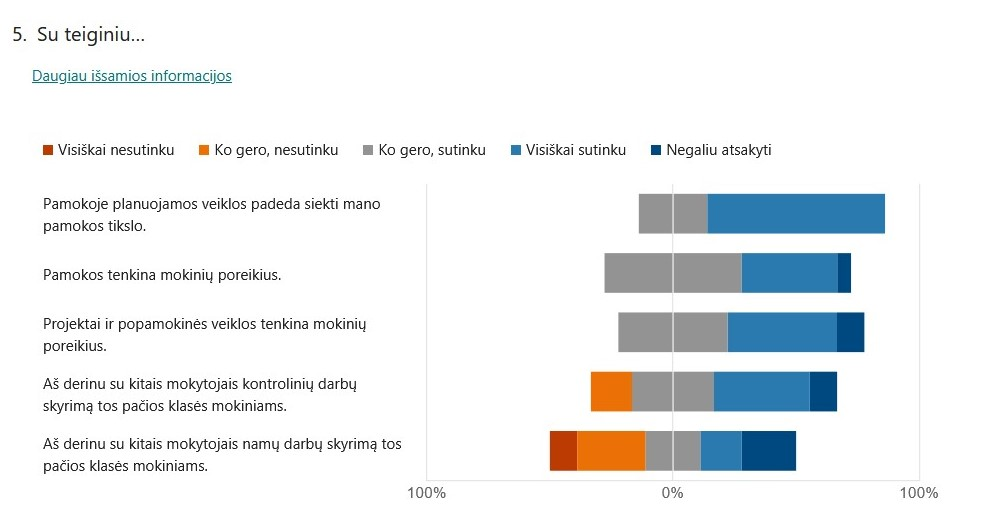 5. Su teiginiu...
Daugiau išsamios informacijos
Visiškai nesutinku Ko gero, nesutinku Ko gero, sutinku Visiškai sutinku Negaliu atsakyti
Pamokoje planuojamos veiklos padeda siekti mano
pamokos tikslo.
Pamokos tenkina mokinių poreikius.
Projektai ir popamokinės veiklos tenkina mokinių
poreikius.
Aš derinu su kitais mokytojais kontrolinių darbų
skyrimą tos pačios klasės mokiniams.
Aš derinu su kitais mokytojais namų darbų skyrimą tos
pačios klasės mokiniams.
100% 0% 100%